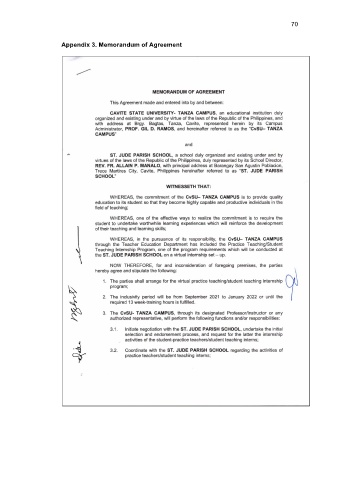 70
Appendix 3. Memorandum of Agreement
MEMORANDUM OF AGREEMENT
This Agreement made and entered into by and between:
CAVITE STATE UNIVERSITY- TANZA CAMPUS, an educational institution duly
organized and existing under and by virtue of the laws of the Republic of the Philippines, and
with address at Brgy. Bagtas, Tanza, Cavite, represented herein by its Campus
Administrator, PROF. GIL D. RAMOS, and hereinafter referred to as the "CvSU- TANZA
CAMPUS"
and
ST. JUDE PARISH SCHOOL, a school duly organized and existing under and by
virtues of the laws of the Republic of the Philippines, duly represented by its School Director,
REV. FR. ALLAIN P. MANALO, with principal address at Barangay San Agustin Poblacion,
Trece Martires City, Cavite, Philippines hereinafter referred to as "ST. JUDE PARISH
SCHOOL"
WITNESSETH THAT:
WHEREAS, the commitment of the CvSU- TANZA CAMPUS is to provide quality
education to its student so that they become highly capable and productive individuals in the
field of teaching;
WHEREAS, one of the effective ways to realize the commitment is to require the
student to undertake worthwhile learning experiences which will reinforce the development
of their teaching and learning skills;
WHEREAS, in the pursuance of its responsibility, the CvSU- TANZA CAMPUS
through the Teacher Education Department has included the Practice Teaching/Student
Teaching Internship Program, one of the program requirements which will be conducted at
the ST. JUDE PARISH SCHOOL on a virtual internship set – up.
NOW THEREFORE, for and inconsideration of foregoing premises, the parties
hereby agree and stipulate the following:
1. The parties shall arrange for the virtual practice teaching/student teaching internship
program;
2. The inclusivity period will be from September 2021 to January 2022 or until the
required 13 week-training hours is fulfilled.
3. The CvSU- TANZA CAMPUS, through its designated Professor/Instructor or any
authorized representative, will perform the following functions and/or responsibilities:
3.1. Initiate negotiation with the ST. JUDE PARISH SCHOOL, undertake the initial
selection and endorsement process, and request for the latter the internship
activities of the student-practice teachers/student teaching interns;
3.2. Coordinate with the ST. JUDE PARISH SCHOOL regarding the activities of
practice teachers/student teaching interns;